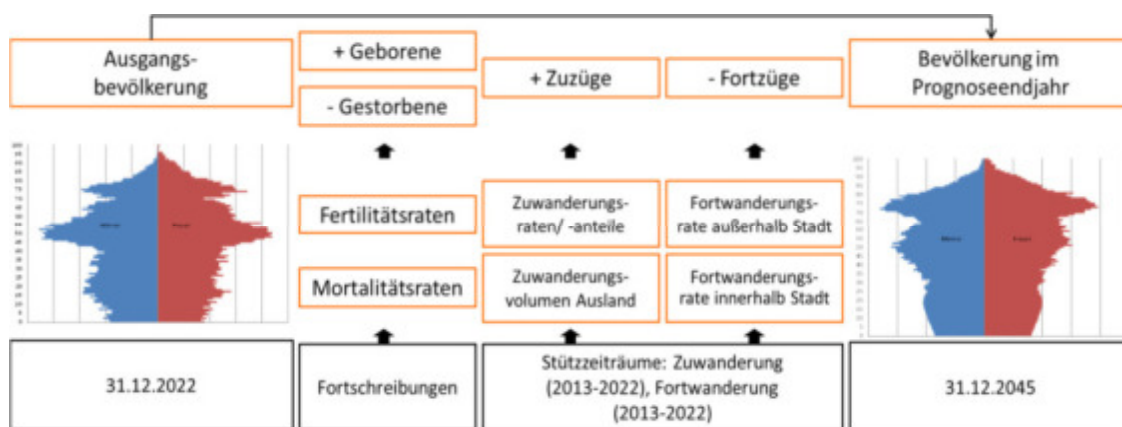 Ausgangs-
bevölkerung
+ Geborene
- Gestorbene
+ Zuzüge
- Fortzüge
Bevölkerung im
Prognoseendjahr
Fertilitätsraten
Zuwanderungs-
raten/ -anteile
Fortwanderungs-
rate außerhalb Stadt
Mortalitätsraten
Zuwanderungs-
volumen Ausland
Fortwanderungs-
rate innerhalb Stadt
31.12.2022
Fortschreibungen
Stützzeiträume: Zuwanderung
(2013-2022), Fortwanderung
(2013-2022)
31.12.2045